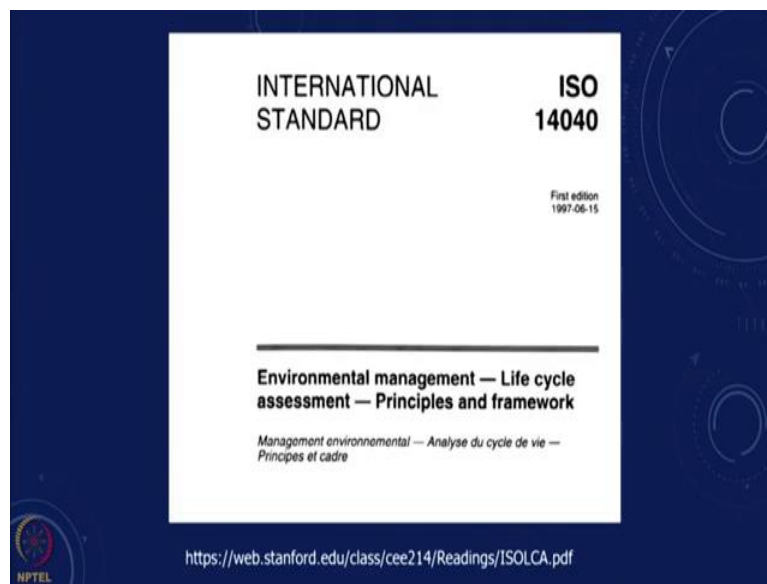 INTERNATIONAL
STANDARD
ISO
14040
First edition
1997-06-15
Environmental management — Life cycle
assessment — Principles and framework
Management environnemental — Analyse du cycle de vie —
Principes et cadre
https://web.stanford.edu/class/cee214/Readings/ISOLCA.pdf
NPTEL